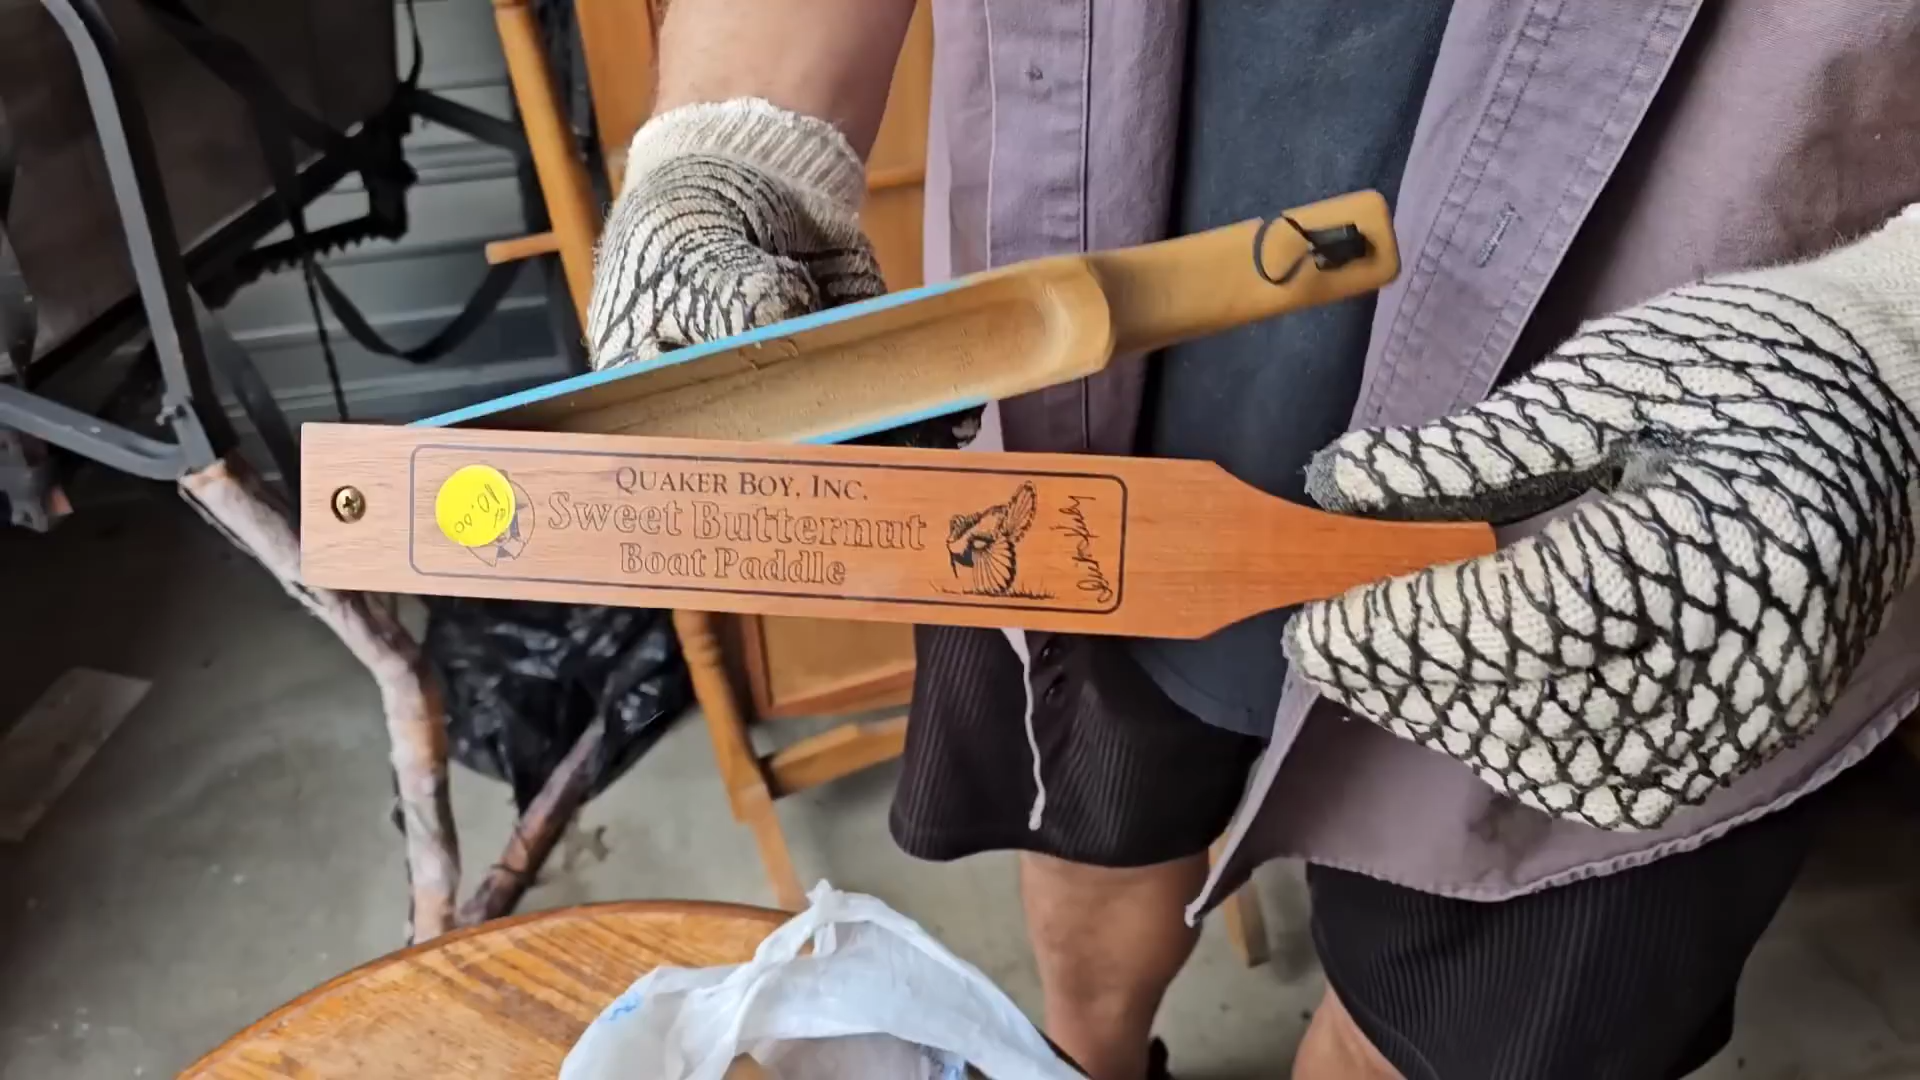 QUAKER BOY, INC.
Sweet Butternut
Boat Paddle
10.00